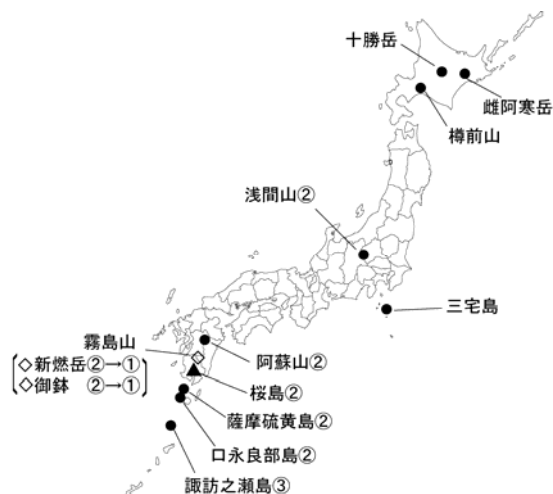 十勝岳
雌阿寒岳
樽前山
浅間山②
三宅島
霧島山
◇新燃岳②→①
◇御鉢 ②→①
阿蘇山②
桜島②
薩摩硫黄島②
口永良部島②
諏訪之瀬島③